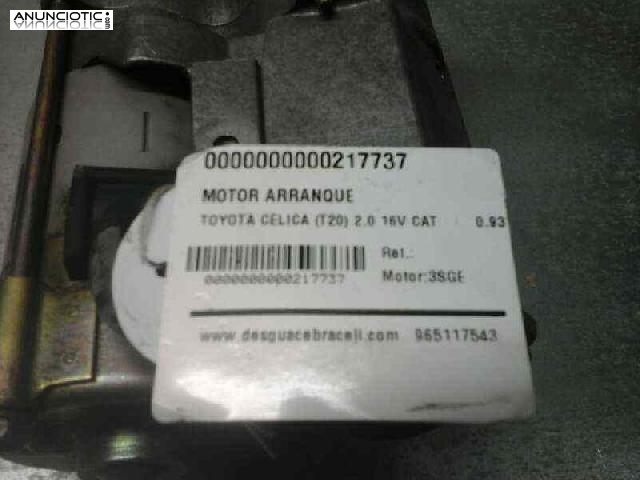 ANUNCIOTIC.com
0000000000217737
MOTOR ARRANQUE
TOYOTA CELICA (T20) 2.0 16V CAT 0.93
Ref.:
0000000000217737 Motor:3SGE
www.desguacebraceli.com 965117543